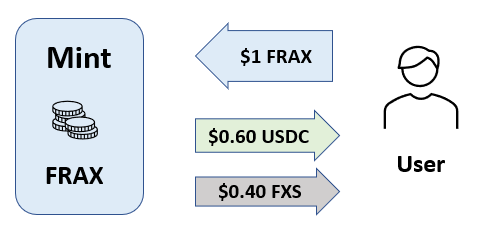 Mint
FRAX
$1 FRAX
$0.60 USDC
$0.40 FXS
User